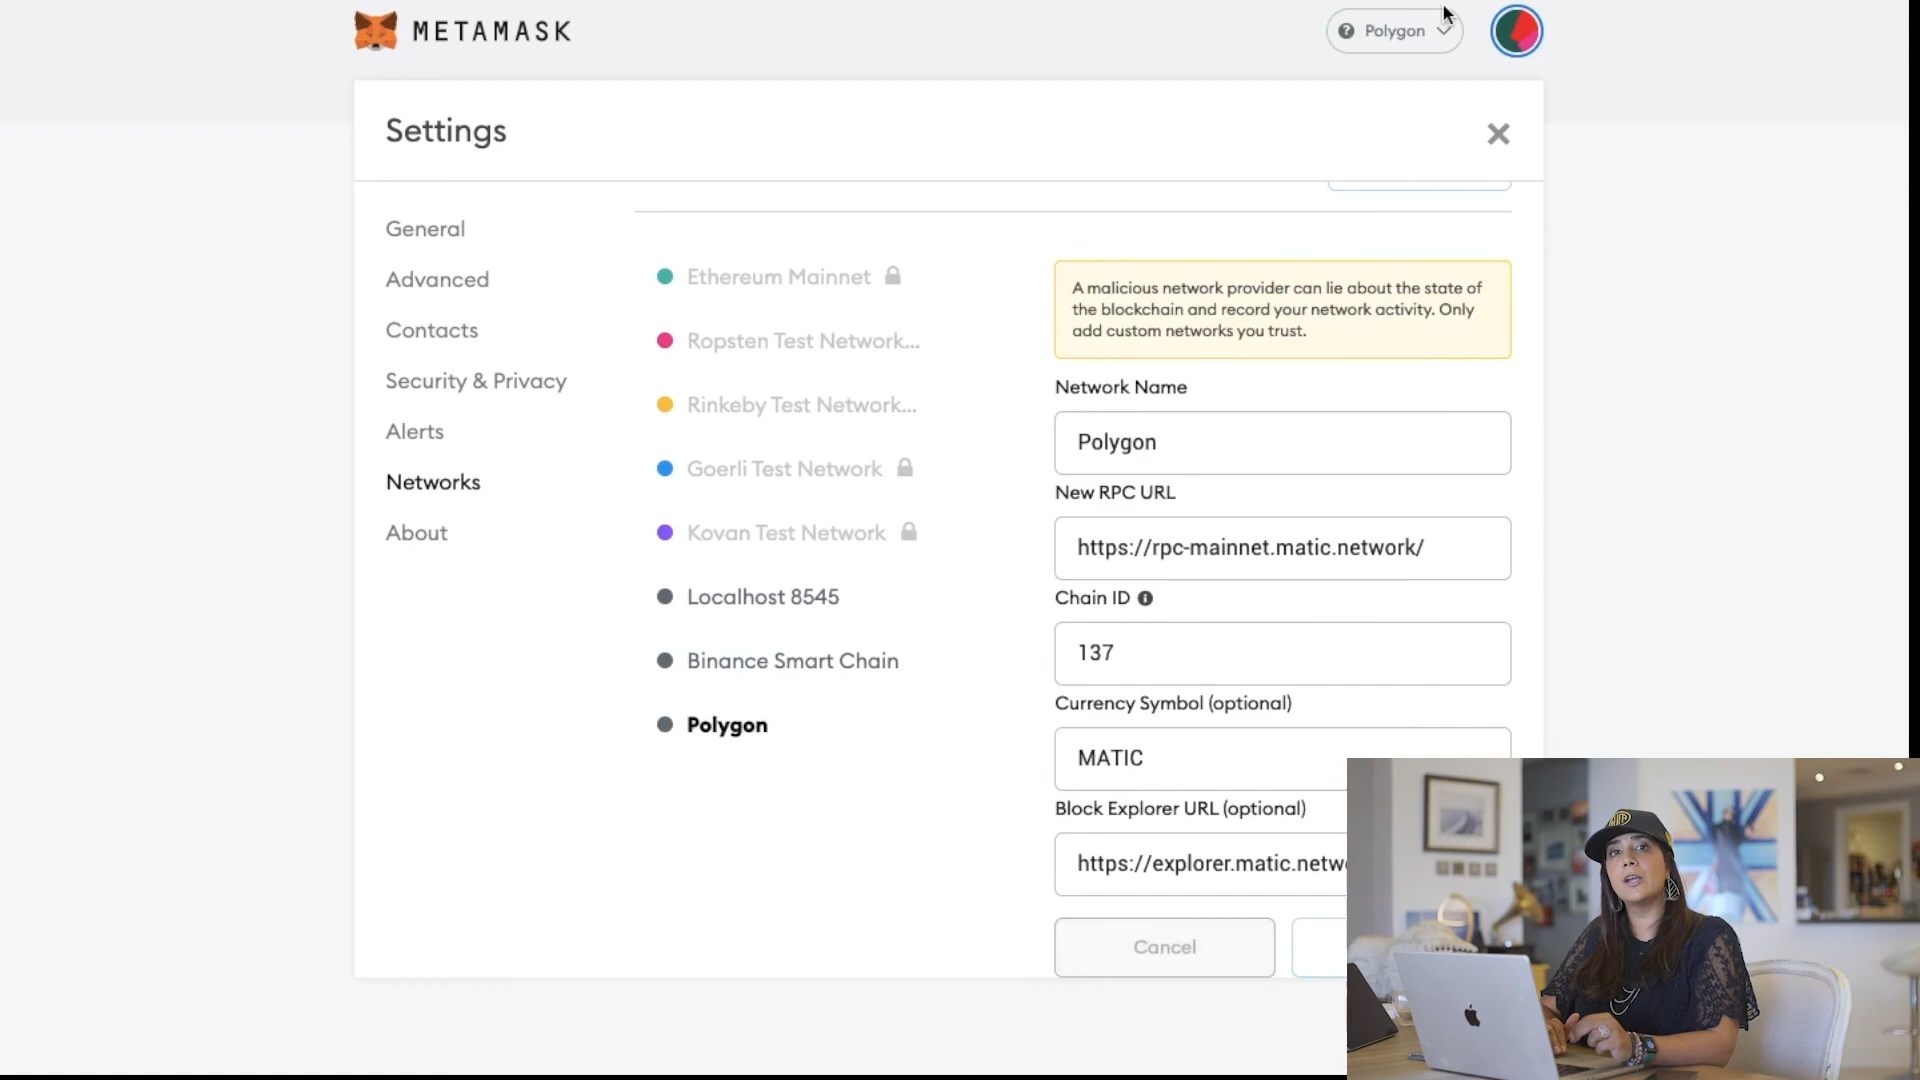 METAMASK
Polygon
Settings
General
Advanced
Contacts
Security & Privacy
Alerts
Networks
About
Ethereum Mainnet
Ropsten Test Network...
Rinkeby Test Network...
Goerli Test Network
Kovan Test Network
Localhost 8545
Binance Smart Chain
Polygon
A malicious network provider can lie about the state of
the blockchain and record your network activity. Only
add custom networks you trust.
Network Name
Polygon
New RPC URL
https://rpc-mainnet.matic.network/
Chain ID
137
Currency Symbol (optional)
MATIC
Block Explorer URL (optional)
https://explorer.matic.netw
Cancel